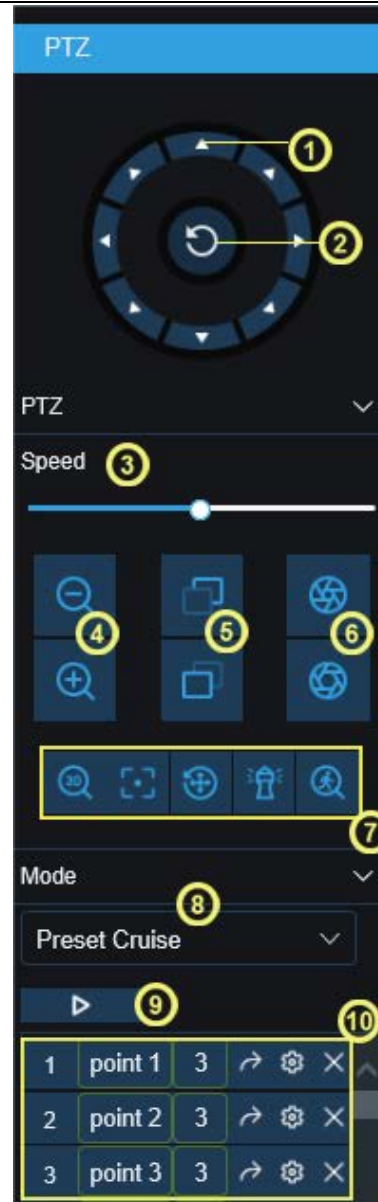 PTZ
1
2
PTZ
Speed 3
4 5 6
3D
7
Mode
8
Preset Cruise
9
10
1 point 1 3
2 point 2 3
3 point 3 3